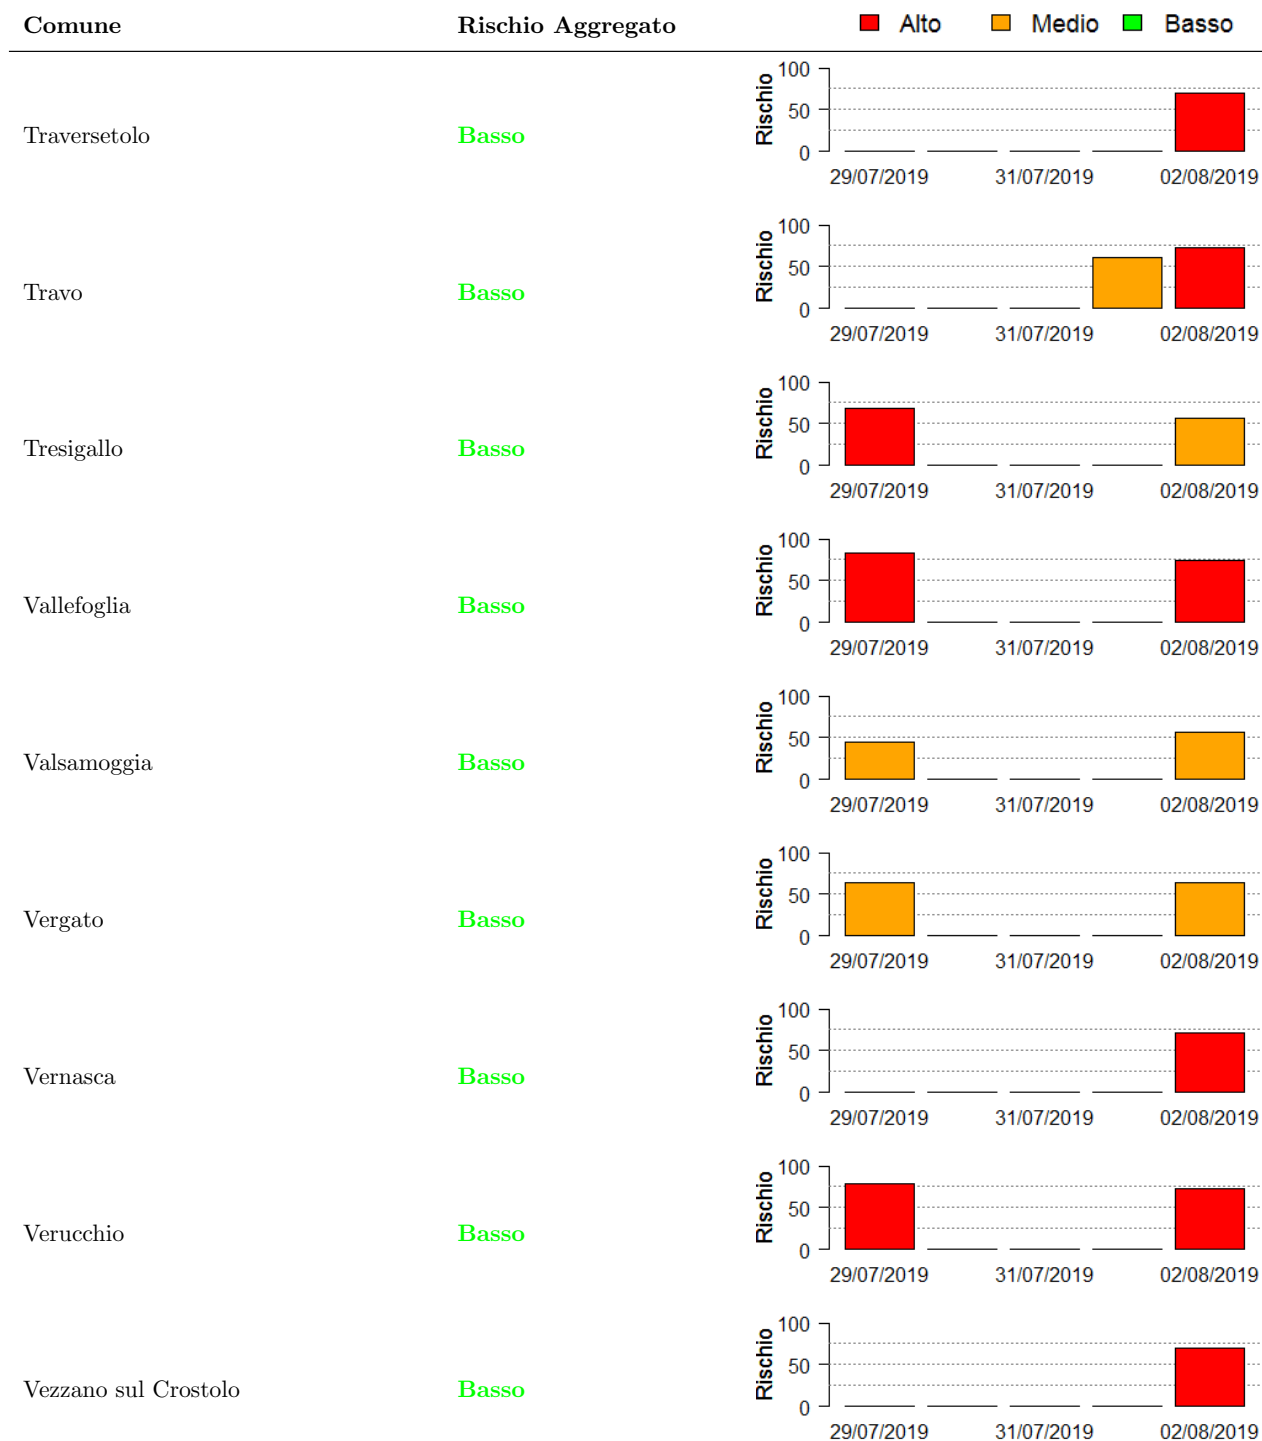 Comune Rischio Aggregato Alto Medio Basso
100
50
0
Rischio
Traversetolo Basso
29/07/2019 31/07/2019 02/08/2019
100
50
0
Rischio
Travo Basso
29/07/2019 31/07/2019 02/08/2019
100
50
0
Rischio
Tresigallo Basso
29/07/2019 31/07/2019 02/08/2019
100
50
0
Rischio
Vallefoglia Basso
29/07/2019 31/07/2019 02/08/2019
100
50
0
Rischio
Valsamoggia Basso
29/07/2019 31/07/2019 02/08/2019
100
50
0
Rischio
Vergato Basso
29/07/2019 31/07/2019 02/08/2019
100
50
0
Rischio
Vernasca Basso
29/07/2019 31/07/2019 02/08/2019
100
50
0
Rischio
Verucchio Basso
29/07/2019 31/07/2019 02/08/2019
100
50
0
Rischio
Vezzano sul Crostolo Basso
29/07/2019 31/07/2019 02/08/2019